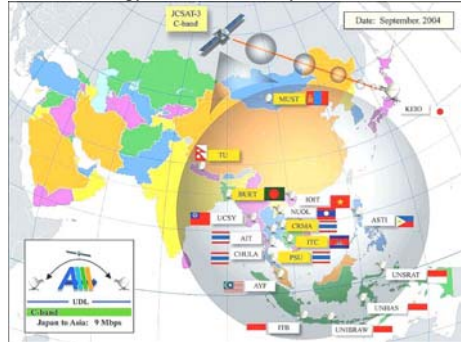 JCSAT-3
C-band
Date: September, 2004
KEIO
MUST
TU
BUET
IOIT
UCSY
NUOL
CRMA
ASTI
AIT
ITC
CHULA
PSU
AYF
UNSRAT
UNHAS
UNIBRAW
ITB
AI
UDL
C-band
Japan to Asia: 9 Mbps